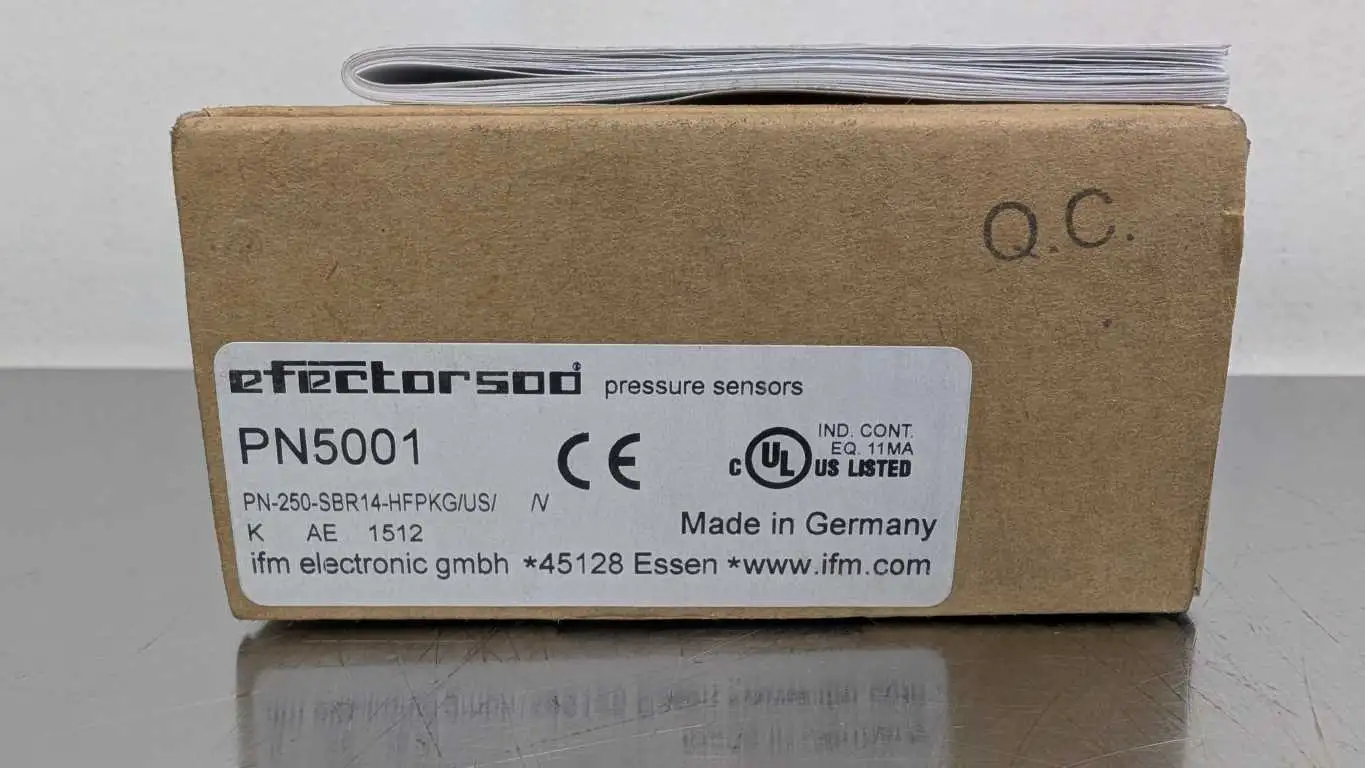 Q.C.
efector500® pressure sensors
PN5001
CE
IND. CONT.
EQ. 11MA
C UL US LISTED
PN-250-SBR14-HFPKG/US/ /V
K AE 1512
Made in Germany
ifm electronic gmbh *45128 Essen *www.ifm.com